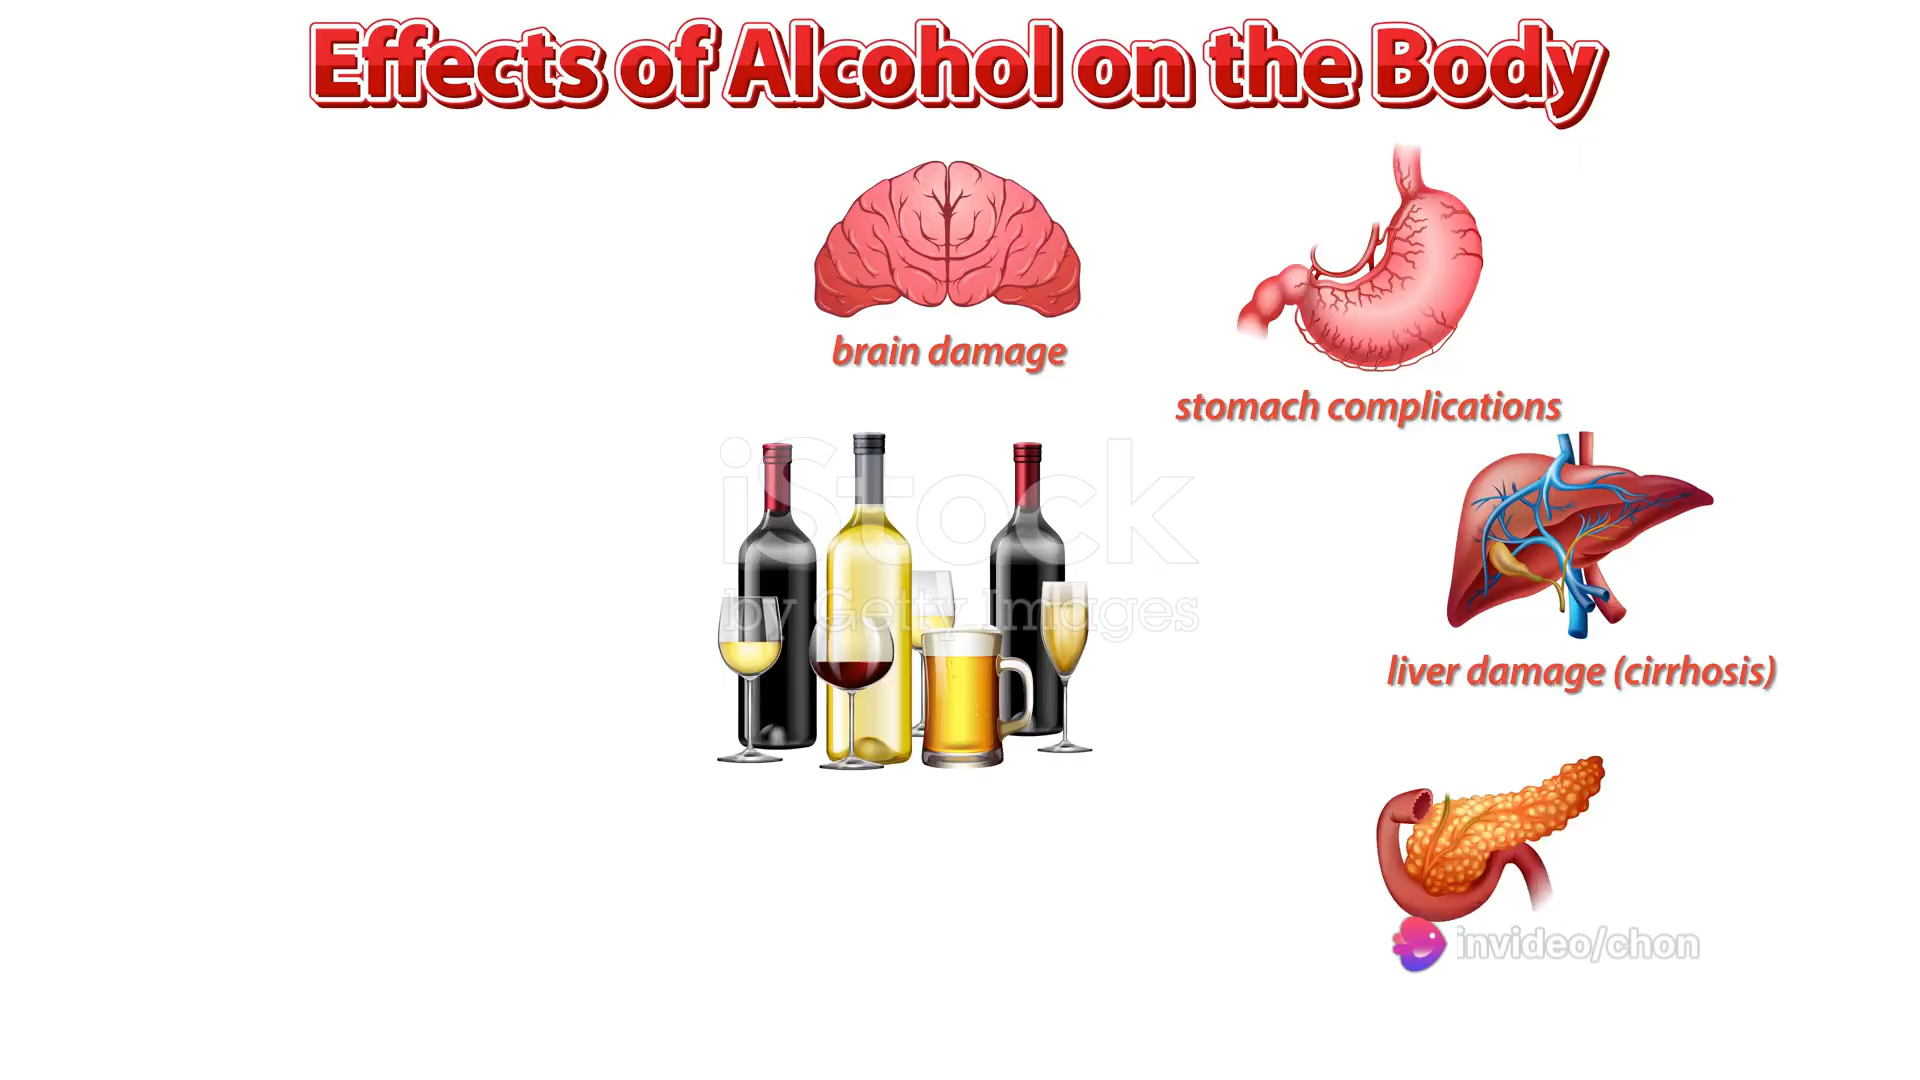 Effects of Alcohol on the Body
brain damage
stomach complications
iStock
by Getty Images
liver damage (cirrhosis)
invideo/chon